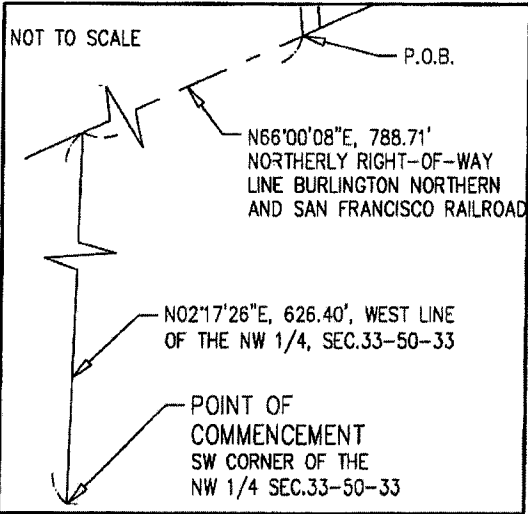 NOT TO SCALE
P.O.B.
N66°00'08"E, 788.71'
NORTHERLY RIGHT-OF-WAY
LINE BURLINGTON NORTHERN
AND SAN FRANCISCO RAILROAD
N02°17'26"E, 626.40', WEST LINE
OF THE NW 1/4, SEC.33-50-33
POINT OF
COMMENCEMENT
SW CORNER OF THE
NW 1/4 SEC.33-50-33